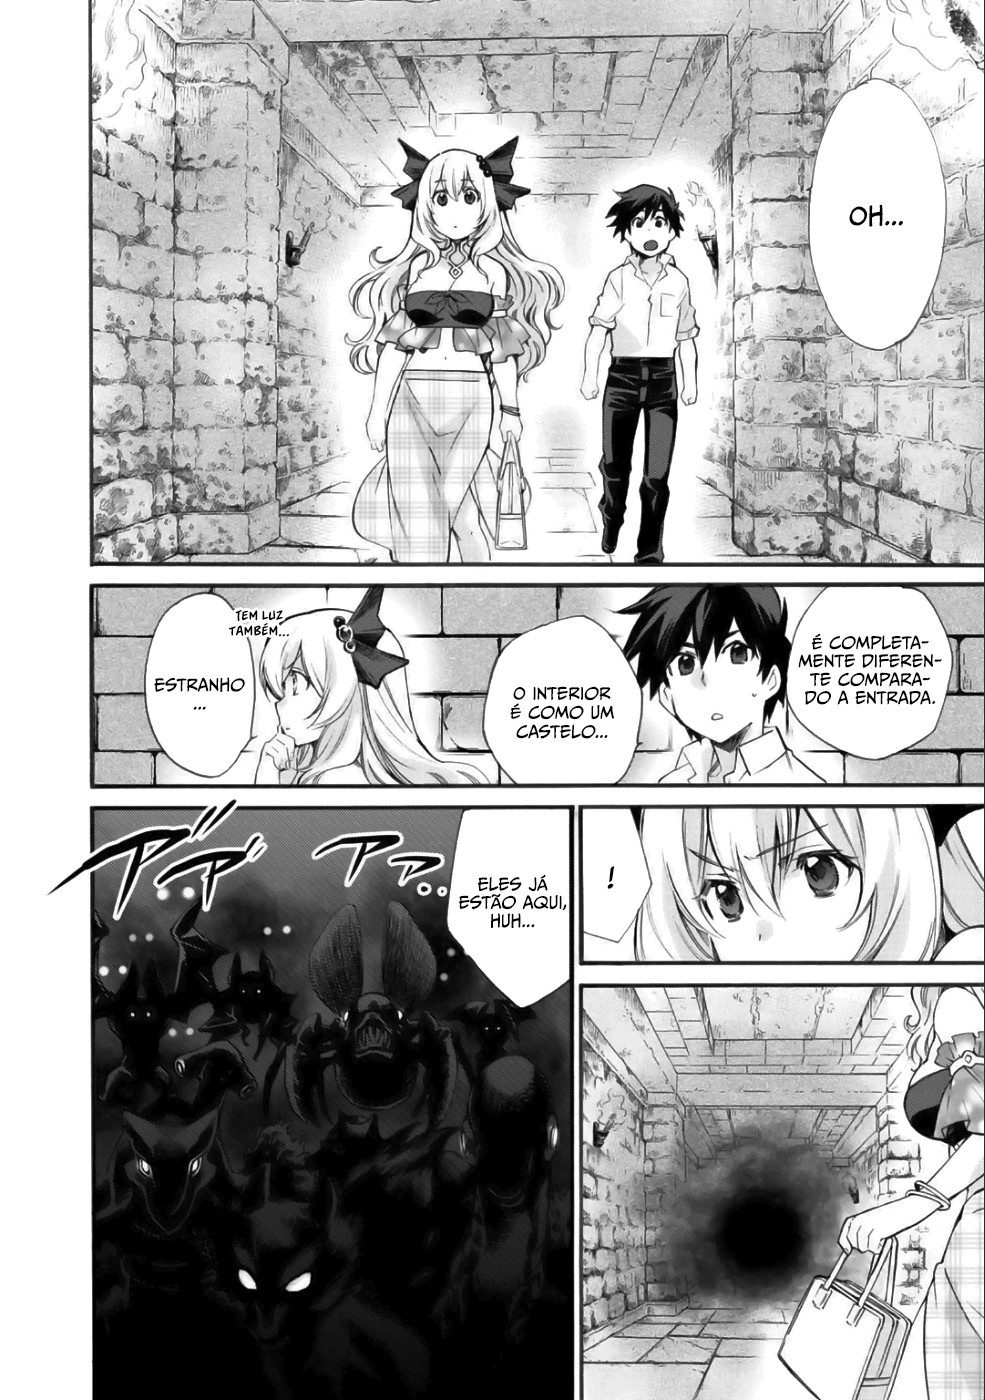 OH...
É COMPLETA-
MENTE DIFEREN-
TE COMPARA-
DO A ENTRADA.
O INTERIOR
É COMO UM
CASTELO...
TEM LUZ
TAMBÉM...
ESTRANHO
...
!
ELES JÁ
ESTÃO AQUI,
HUH...
ア...
アア゛